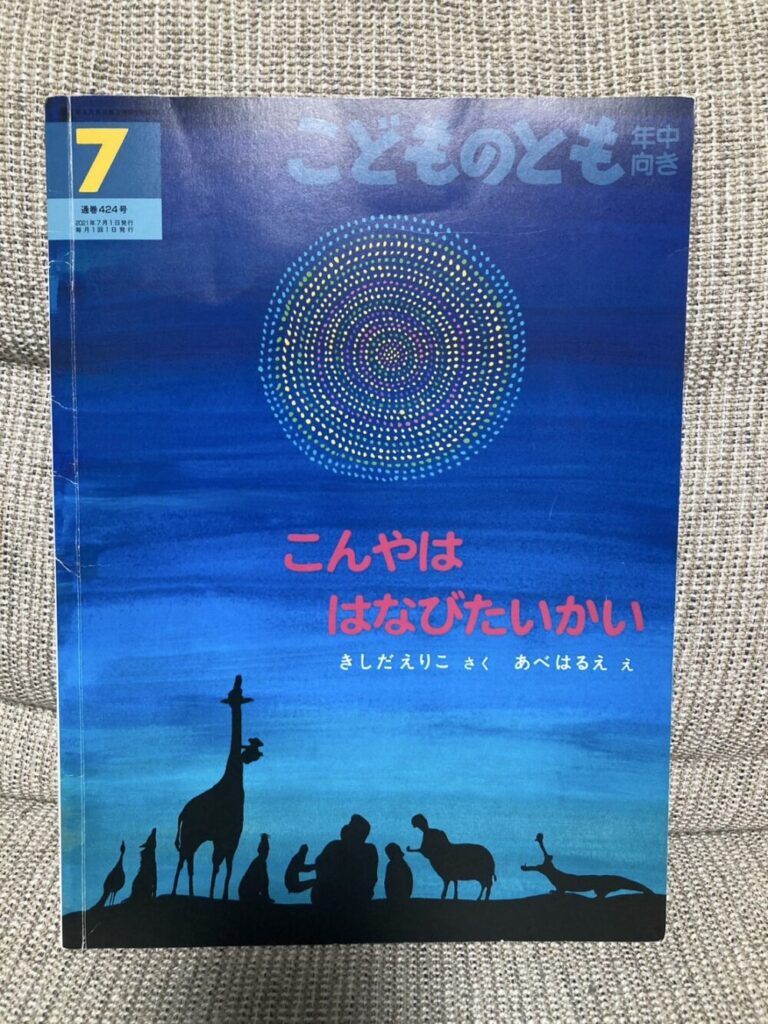 7
通巻424号
2021年7月1日発行
毎月1回1日発行
こどものとも
年中
向き
こんやは
はなびたいかい
きしだえりこ さく あべはるえ え